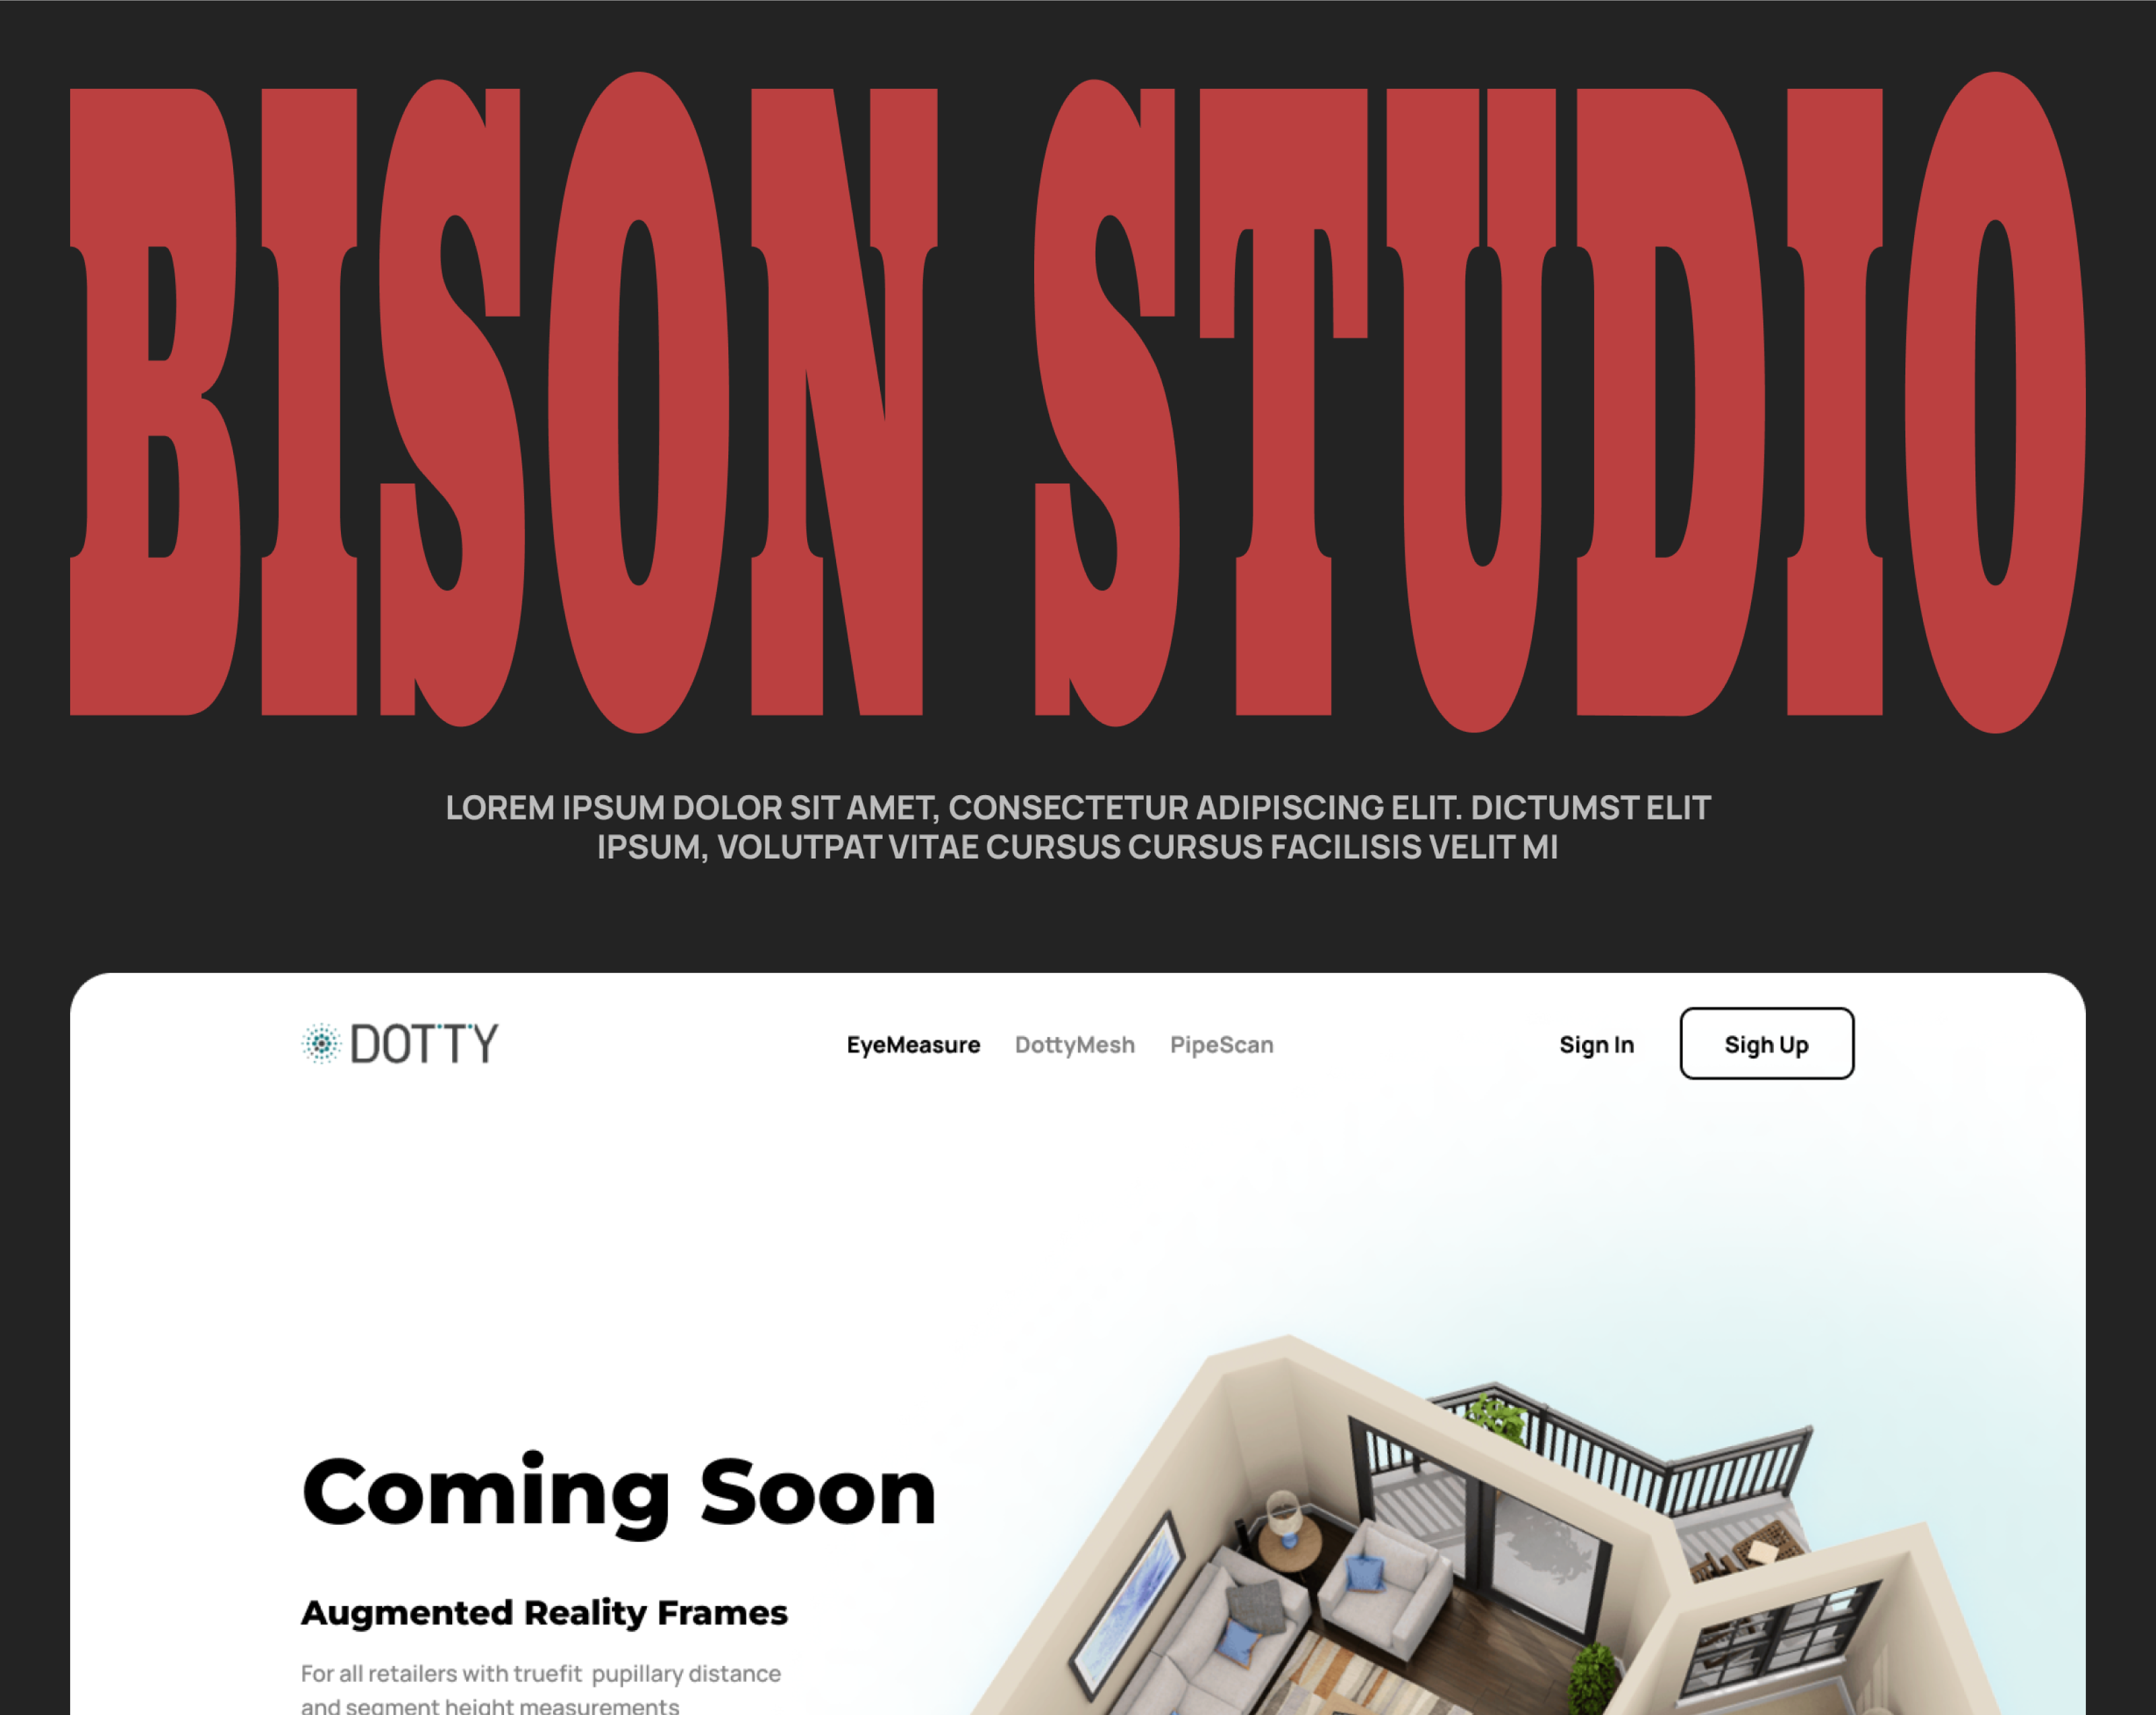 BISON STUDIO
LOREM IPSUM DOLOR SIT AMET, CONSECTETUR ADIPISCING ELIT. DICTUMST ELIT
IPSUM, VOLUTPAT VITAE CURSUS CURSUS FACILISIS VELIT MI
DOTTY EyeMeasure DottyMesh PipeScan Sign In Sigh Up
Coming Soon
Augmented Reality Frames
For all retailers with truefit pupillary distance
and segment height measurements